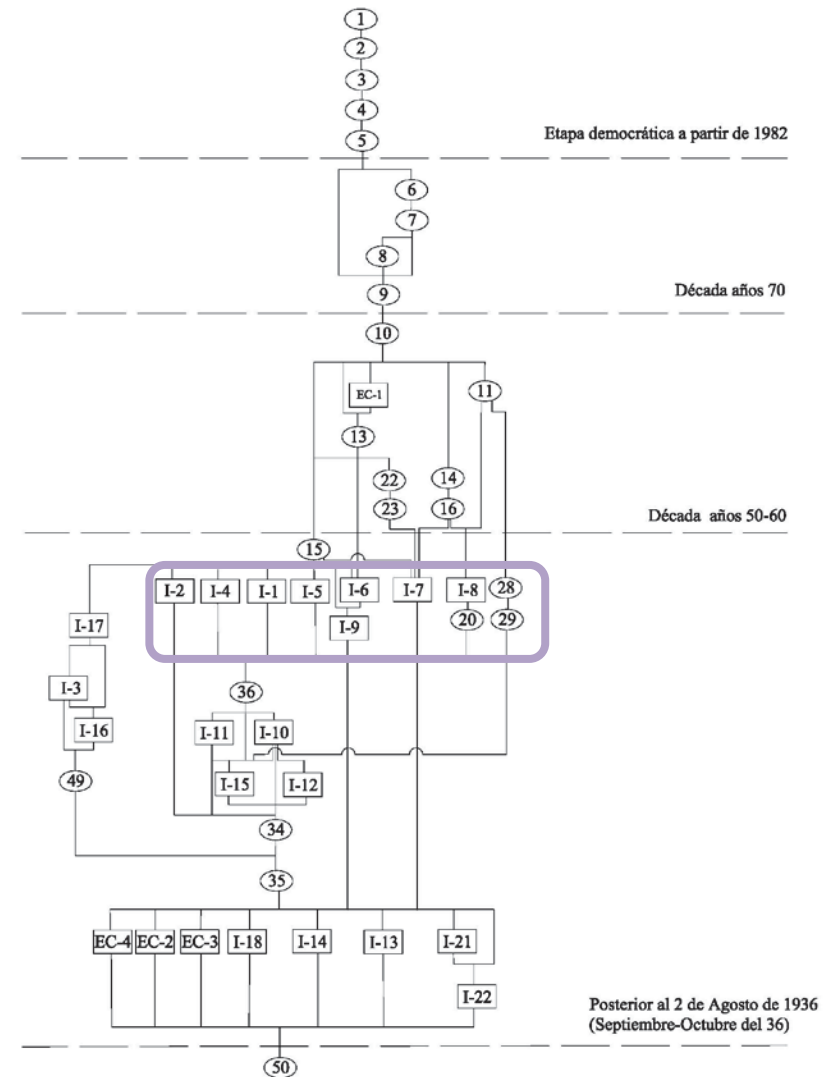 1
2
3
4
5
Etapa democrática a partir de 1982
6
7
8
9
Década años 70
10
EC-1
11
13
22
14
23
16
Década años 50-60
15
I-2
I-4
I-1
I-5
I-6
I-7
I-8
28
20
29
I-17
I-9
I-3
36
I-16
I-11
I-10
49
I-15
I-12
34
35
EC-4
EC-2
EC-3
I-18
I-14
I-13
I-21
I-22
Posterior al 2 de Agosto de 1936
(Septiembre-Octubre del 36)
50